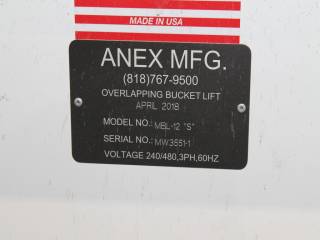 MADE IN USA
ANEX MFG.
(818)767-9500
OVERLAPPING BUCKET LIFT
APRIL 2018
MODEL NO.: MBL-12 "S"
SERIAL NO.: MW3551-1
VOLTAGE 240/480,3PH,60HZ